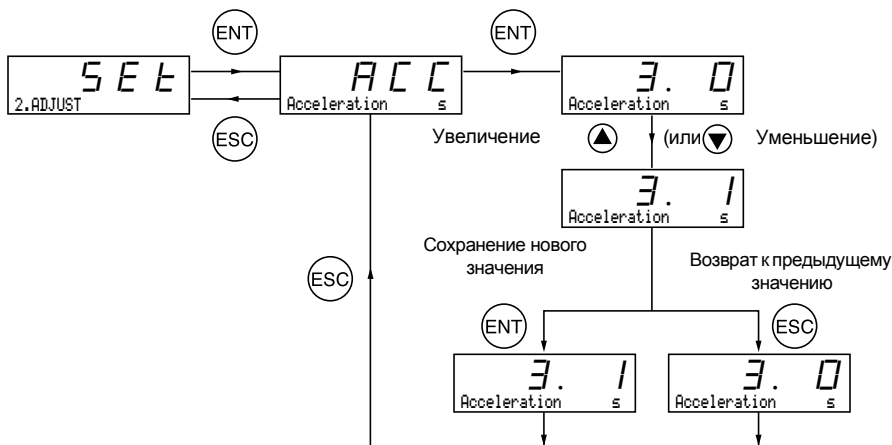 ENT
ENT
SEt
2.ADJUST
ACC
Acceleration s
3. 0
Acceleration s
ESC
Увеличение
(или
Уменьшение)
3. 1
Acceleration s
Сохранение нового
значения
Возврат к предыдущему
значению
ESC
ENT
ESC
3. 1
Acceleration s
3. 0
Acceleration s